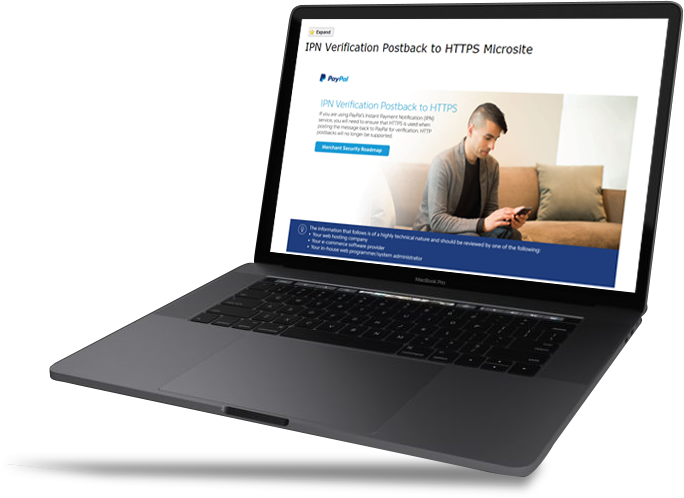 Expand
IPN Verification Postback to HTTPS Microsite
PayPal
IPN Verification Postback to HTTPS
If you are using PayPal's Instant Payment Notification (IPN)
service, you will need to ensure that HTTPS is used when
posting the message back to PayPal for verification. HTTP
postbacks will no longer be supported.
Merchant Security Roadmap
The information that follows is of a highly technical nature and should be reviewed by one of the following:
• Your web hosting company
• Your e-commerce software provider
• Your in-house web programmer/system administrator
MacBook Pro